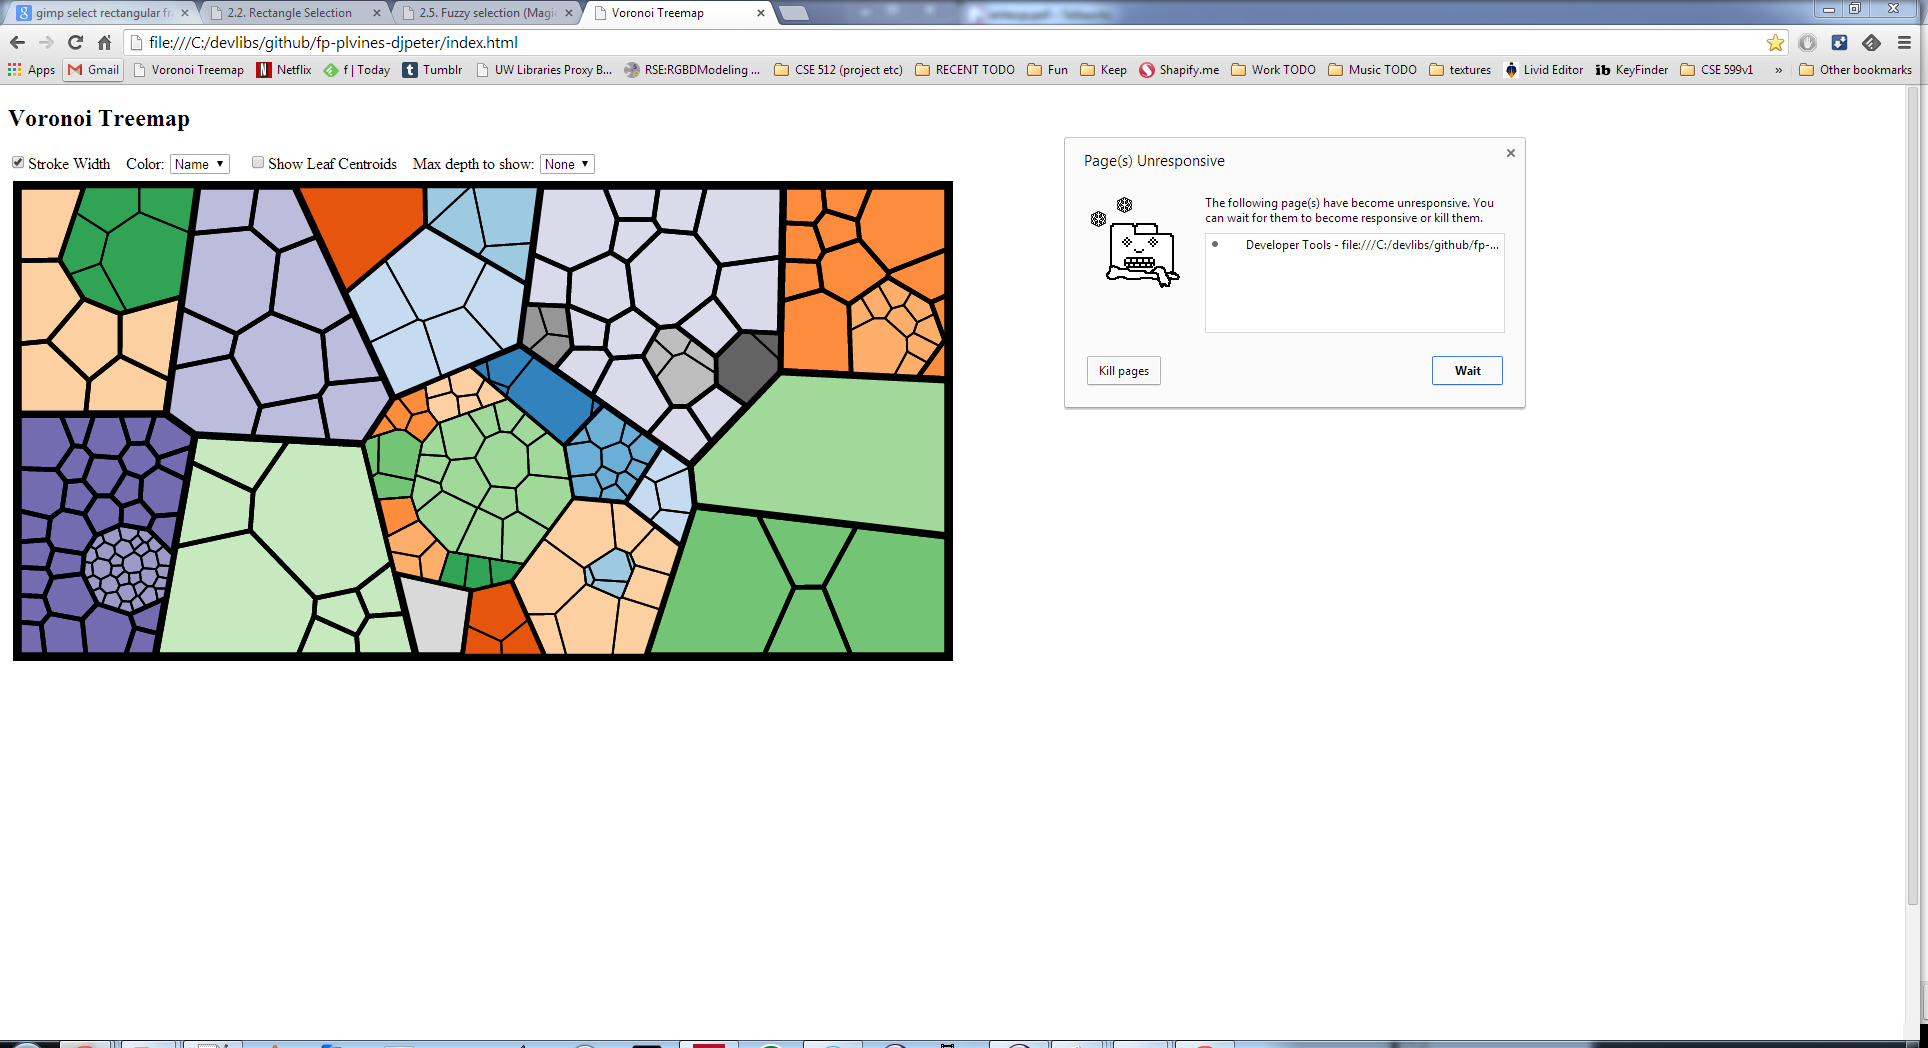 gimp select rectangular fr
2.2. Rectangle Selection
2.5. Fuzzy selection (Magi
Voronoi Treemap
file:///C:/devlibs/github/fp-plvines-djpeter/index.html
Apps Gmail Voronoi Treemap Netflix f | Today Tumblr UW Libraries Proxy B... RSE:RGBDModeling ... CSE 512 (project etc) RECENT TODO Fun Keep Shapify.me Work TODO Music TODO textures Livid Editor KeyFinder CSE 599v1 » Other bookmarks
Voronoi Treemap
Stroke Width Color: Name Show Leaf Centroids Max depth to show: None
Page(s) Unresponsive
The following page(s) have become unresponsive. You
can wait for them to become responsive or kill them.
Developer Tools - file:///C:/devlibs/github/fp-...
Kill pages Wait